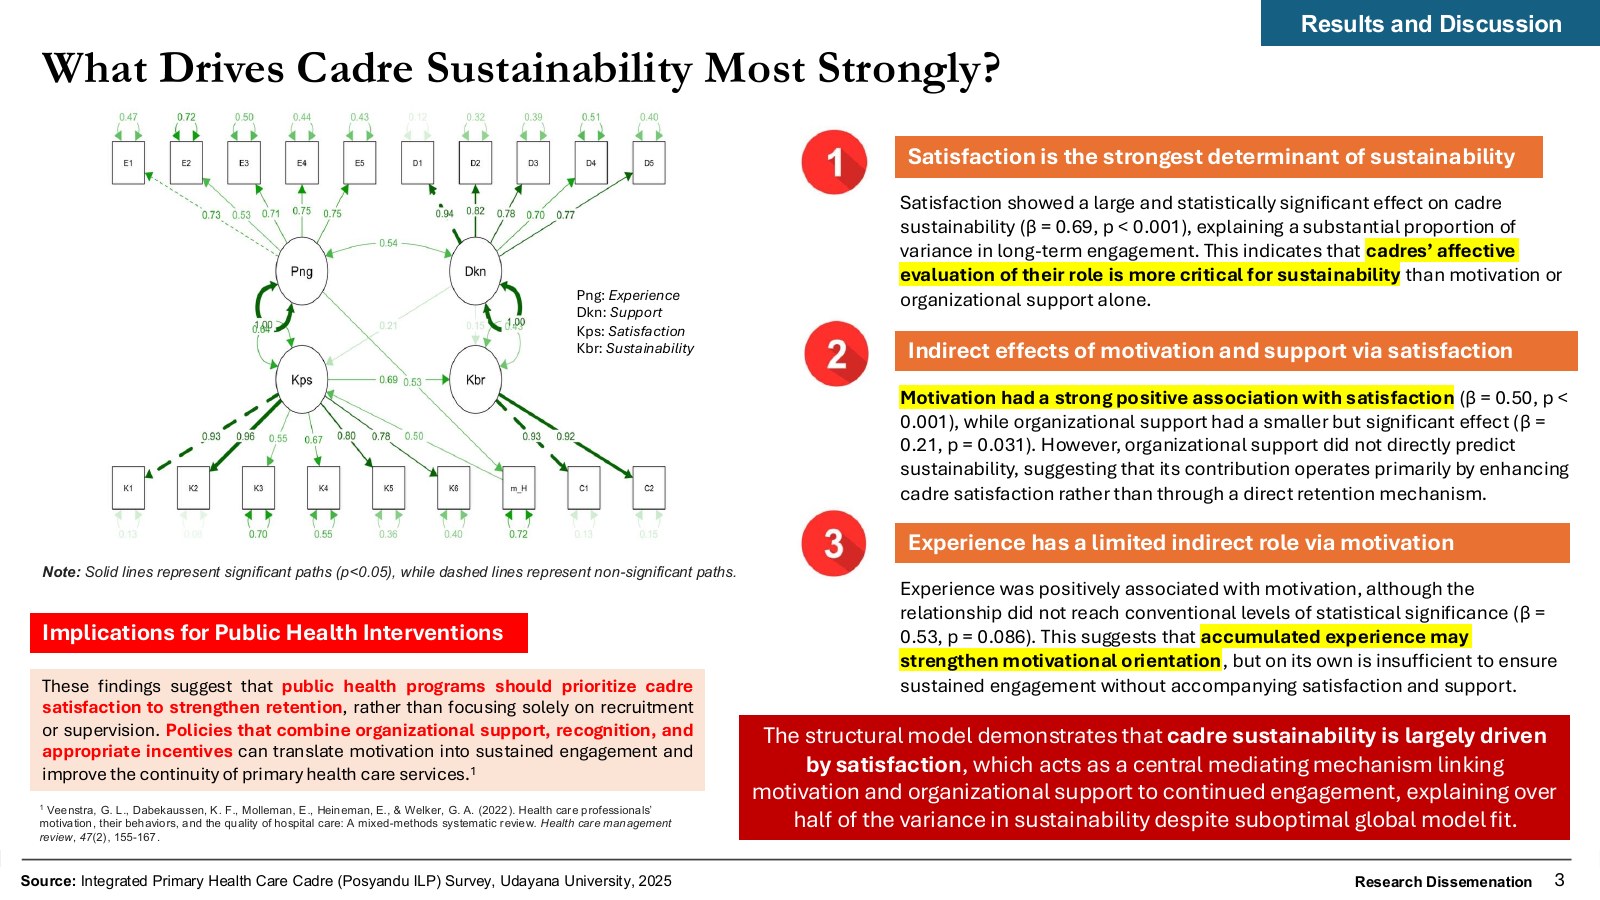 Results and Discussion
What Drives Cadre Sustainability Most Strongly?
0.47 0.72 0.50 0.44 0.43 0.12 0.32 0.39 0.51 0.40
E1 E2 E3 E4 E5 D1 D2 D3 D4 D5
0.73 0.53 0.71 0.75 0.75 0.94 0.82 0.78 0.70 0.77
0.54
Png Dkn
Png: Experience
Dkn: Support
Kps: Satisfaction
Kbr: Sustainability
1.00 0.21 0.15 1.00
Kps 0.69 0.53 Kbr
0.93 0.96 0.55 0.67 0.80 0.78 0.50 0.93 0.92
K1 K2 K3 K4 K5 K6 m_H C1 C2
0.13 0.70 0.55 0.36 0.40 0.72 0.13 0.15
Note: Solid lines represent significant paths (p<0.05), while dashed lines represent non-significant paths.
Implications for Public Health Interventions
These findings suggest that public health programs should prioritize cadre
satisfaction to strengthen retention, rather than focusing solely on recruitment
or supervision. Policies that combine organizational support, recognition, and
appropriate incentives can translate motivation into sustained engagement and
improve the continuity of primary health care services.1
1 Veenstra, G. L., Dabekaussen, K. F., Molleman, E., Heineman, E., & Welker, G. A. (2022). Health care professionals'
motivation, their behaviors, and the quality of hospital care: A mixed-methods systematic review. Health care management
review, 47(2), 155-167.
1
Satisfaction is the strongest determinant of sustainability
Satisfaction showed a large and statistically significant effect on cadre
sustainability (β = 0.69, p < 0.001), explaining a substantial proportion of
variance in long-term engagement. This indicates that cadres' affective
evaluation of their role is more critical for sustainability than motivation or
organizational support alone.
2
Indirect effects of motivation and support via satisfaction
Motivation had a strong positive association with satisfaction (β = 0.50, p <
0.001), while organizational support had a smaller but significant effect (β =
0.21, p = 0.031). However, organizational support did not directly predict
sustainability, suggesting that its contribution operates primarily by enhancing
cadre satisfaction rather than through a direct retention mechanism.
3
Experience has a limited indirect role via motivation
Experience was positively associated with motivation, although the
relationship did not reach conventional levels of statistical significance (β =
0.53, p = 0.086). This suggests that accumulated experience may
strengthen motivational orientation, but on its own is insufficient to ensure
sustained engagement without accompanying satisfaction and support.
The structural model demonstrates that cadre sustainability is largely driven
by satisfaction, which acts as a central mediating mechanism linking
motivation and organizational support to continued engagement, explaining over
half of the variance in sustainability despite suboptimal global model fit.
Source: Integrated Primary Health Care Cadre (Posyandu ILP) Survey, Udayana University, 2025
Research Dissemenation 3